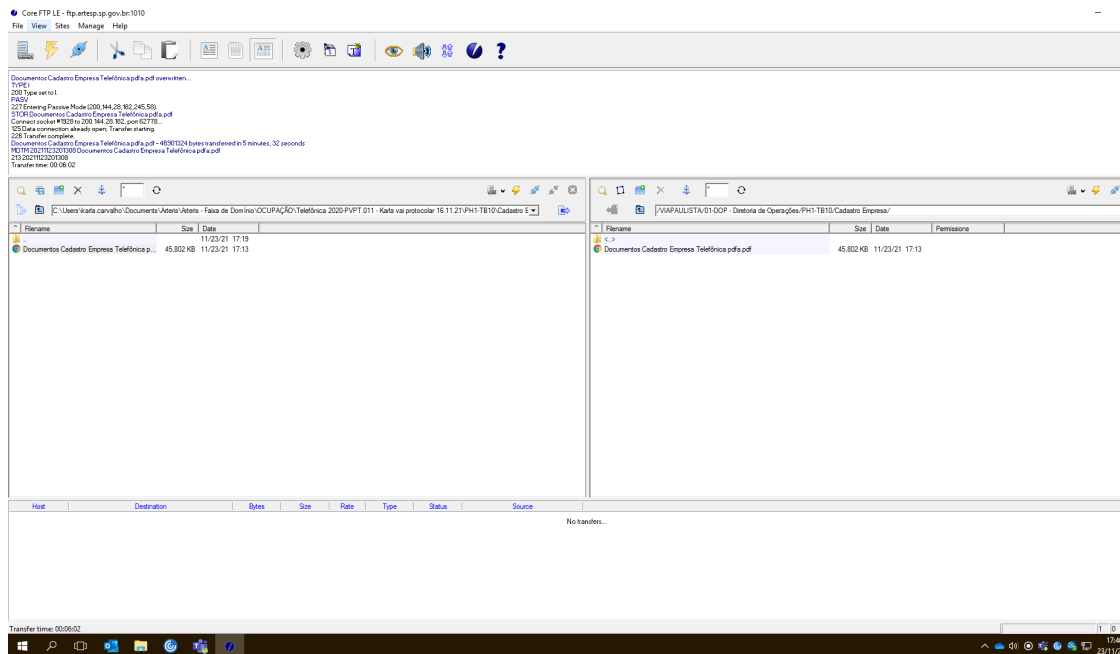 Core FTP LE - ftp.artesp.sp.gov.br:1010
File View Sites Manage Help
Documentos Cadastro Empresa Telefônica pdfa.pdf overwritten...
TYPE I
200 Type set to I.
PASV
227 Entering Passive Mode (200,144,28,182,245,58).
STOR Documentos Cadastro Empresa Telefônica pdfa.pdf
Connect socket #1928 to 200.144.28.182, port 62778...
125 Data connection already open; Transfer starting.
226 Transfer complete.
Documentos Cadastro Empresa Telefônica pdfa.pdf - 46901324 bytes transferred in 5 minutes, 32 seconds
MDTM 20211123201308 Documentos Cadastro Empresa Telefônica pdfa.pdf
213 20211123201308
Transfer time: 00:06:02
C:\Users\karla.carvalho\Documents\Arteris\Arteris - Faixa de Domínio\OCUPAÇÃO\Telefônica 2020-PVPT.011 - Karla vai protocolar 16.11.21\PH1-TB10\Cadastro E
/VIAPAULISTA/01-DOP - Diretoria de Operações/PH1-TB10/Cadastro Empresa/
^ Filename Size Date
.. 11/23/21 17:19
Documentos Cadastro Empresa Telefônica p... 45.802 KB 11/23/21 17:13
^ Filename Size Date Permissions
<..>
Documentos Cadastro Empresa Telefônica pdfa.pdf 45.802 KB 11/23/21 17:13
Host Destination Bytes Size Rate Type Status Source
No transfers...
Transfer time: 00:06:02
1 0